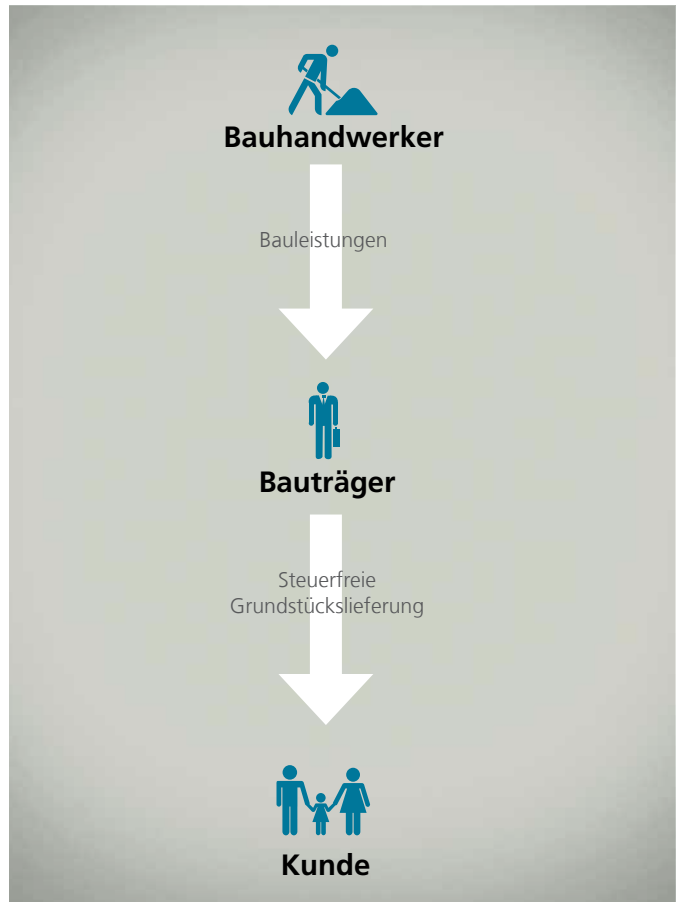 Bauhandwerker
Bauleistungen
Bauträger
Steuerfreie
Grundstückslieferung
Kunde